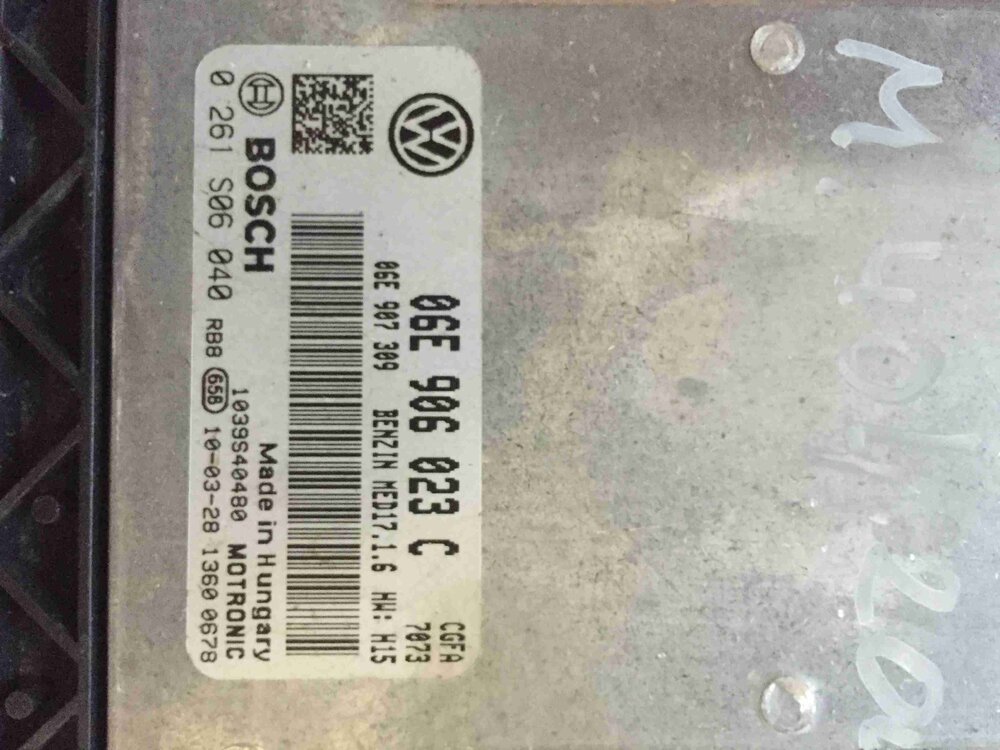 06E 906 023 C
CGFA
7073
06E 907 309 BENZIN MED17.1.6 HW: H15
BOSCH
Made in Hungary
1039S40480 MOTRONIC
0 261 S06 040 RB8 65B 10-03-28 1360 0678